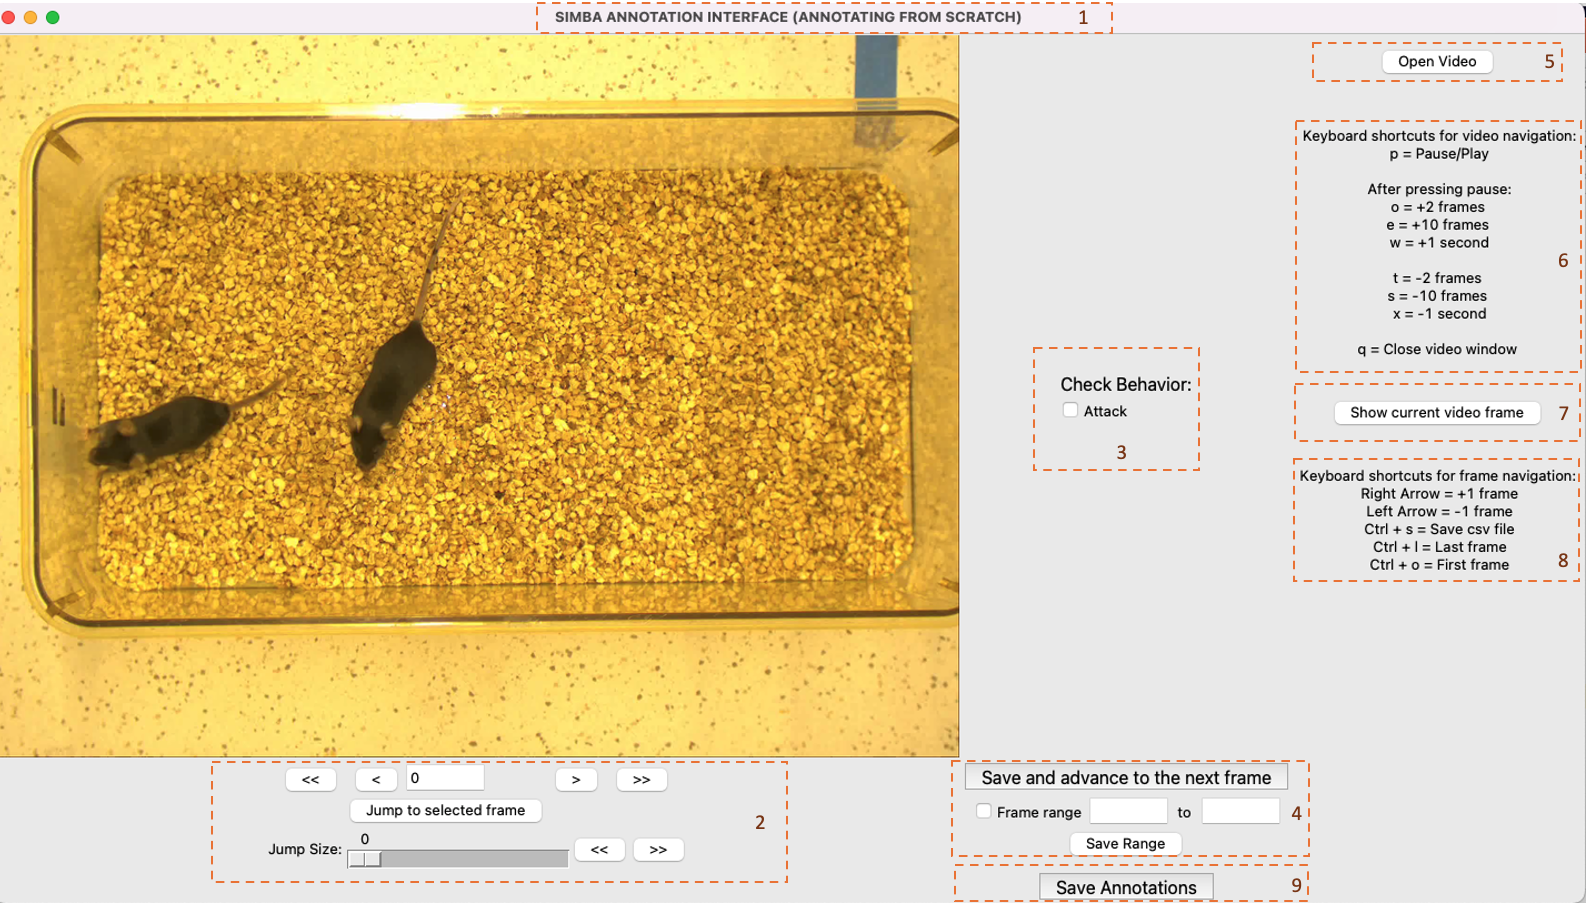 SIMBA ANNOTATION INTERFACE (ANNOTATING FROM SCRATCH) 1
Open Video 5
Keyboard shortcuts for video navigation:
p = Pause/Play
After pressing pause:
o = +2 frames
e = +10 frames
w = +1 second
6
t = -2 frames
s = -10 frames
x = -1 second
q = Close video window
Check Behavior:
Attack
3
Show current video frame 7
Keyboard shortcuts for frame navigation:
Right Arrow = +1 frame
Left Arrow = -1 frame
Ctrl + s = Save csv file
Ctrl + l = Last frame
Ctrl + o = First frame
8
<< < 0 > >>
Jump to selected frame
2
0
Jump Size: << >>
Save and advance to the next frame
Frame range to 4
Save Range
Save Annotations 9